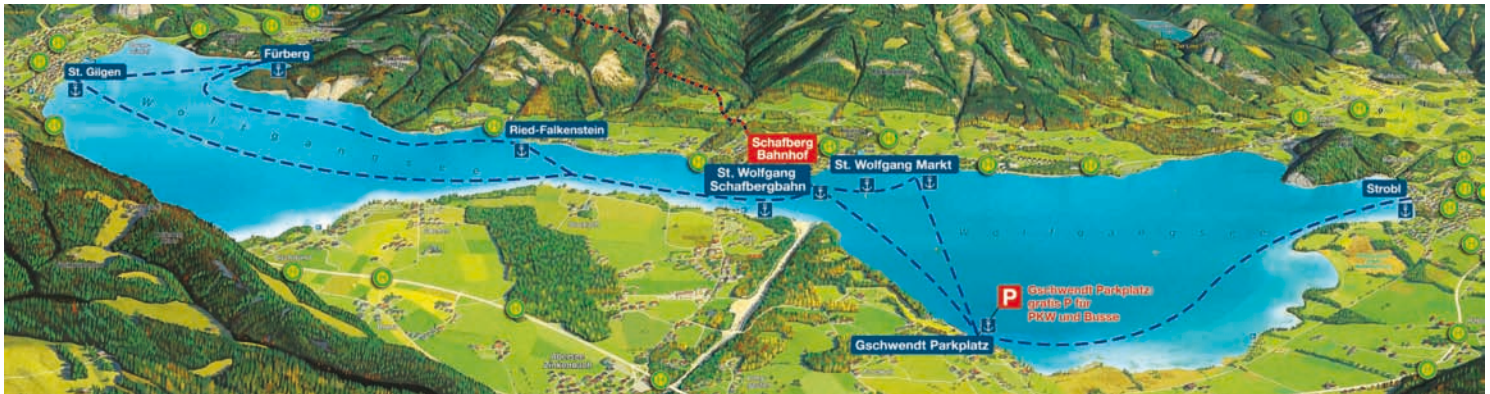 Fürberg
St. Gilgen
Ried-Falkenstein
Schafberg
Bahnhof
St. Wolfgang
Schafbergbahn
St. Wolfgang Markt
Strobl
Wolfgangsee
Wolfgangsee
P
Gschwendt Parkplatz:
gratis P für
PKW und Busse
Gschwendt Parkplatz
Zinkenbach
H